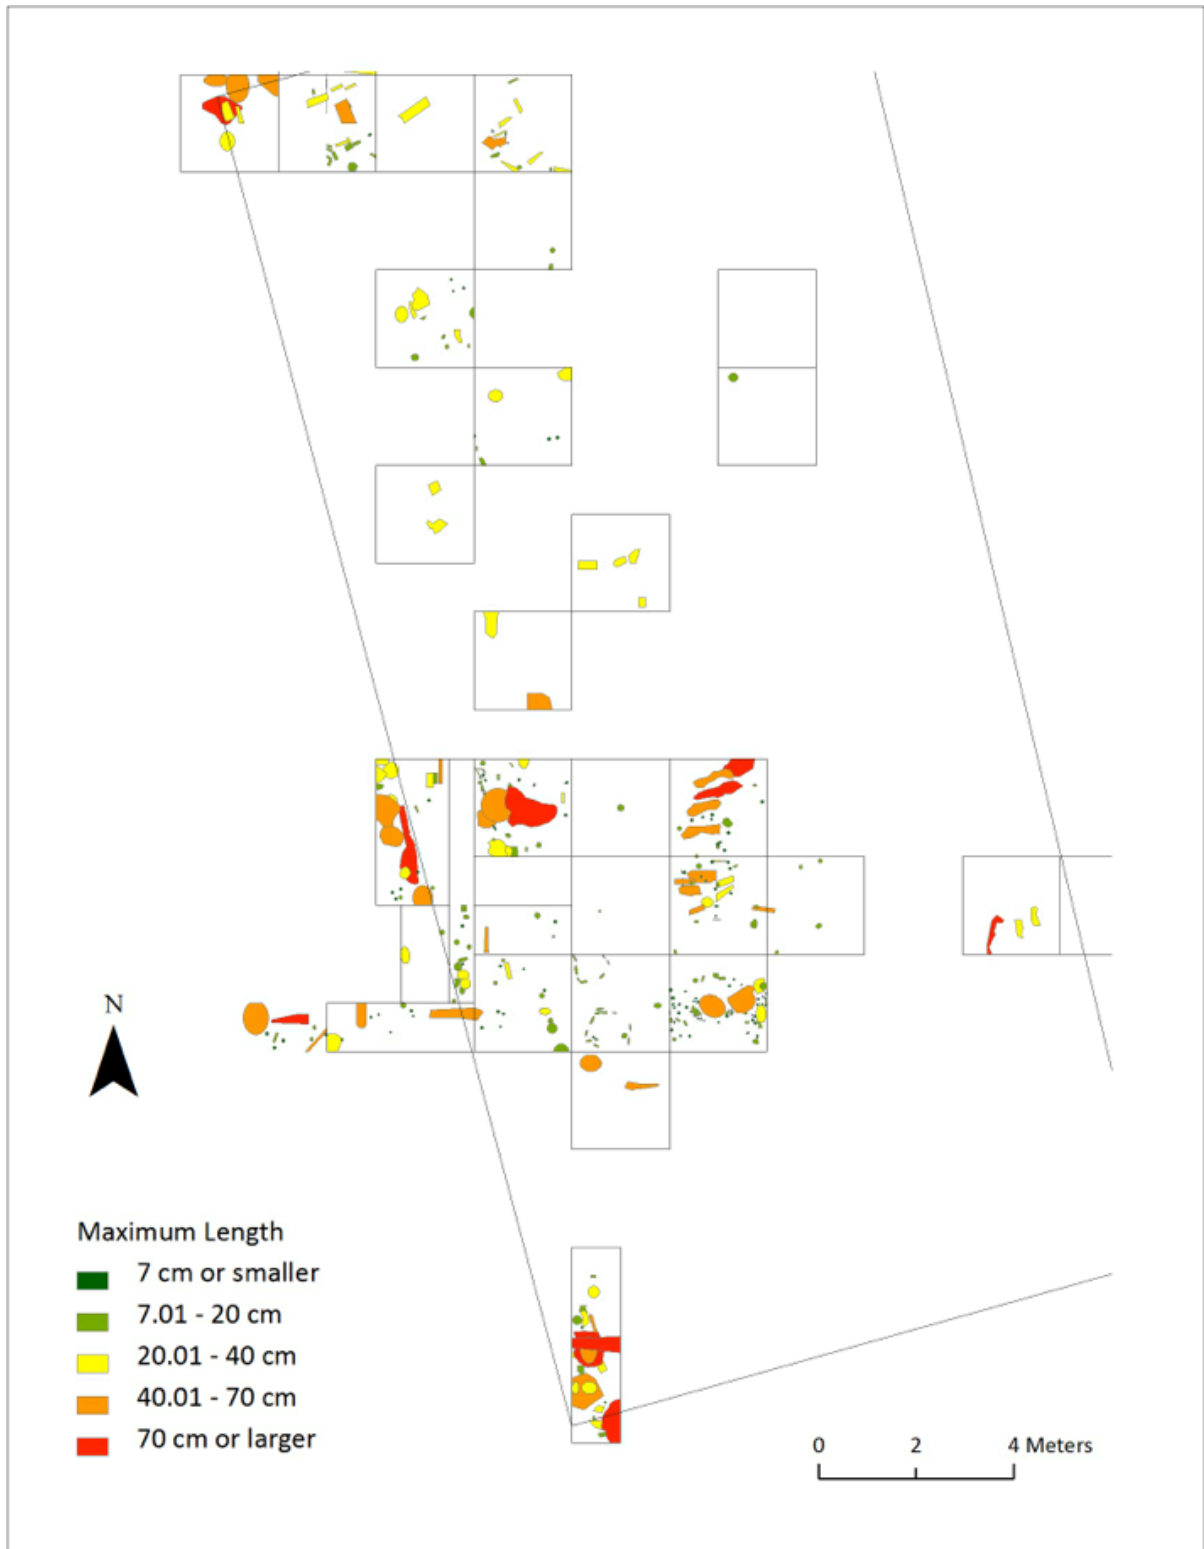 N
Maximum Length
7 cm or smaller
7.01 - 20 cm
20.01 - 40 cm
40.01 - 70 cm
70 cm or larger
0 2 4 Meters